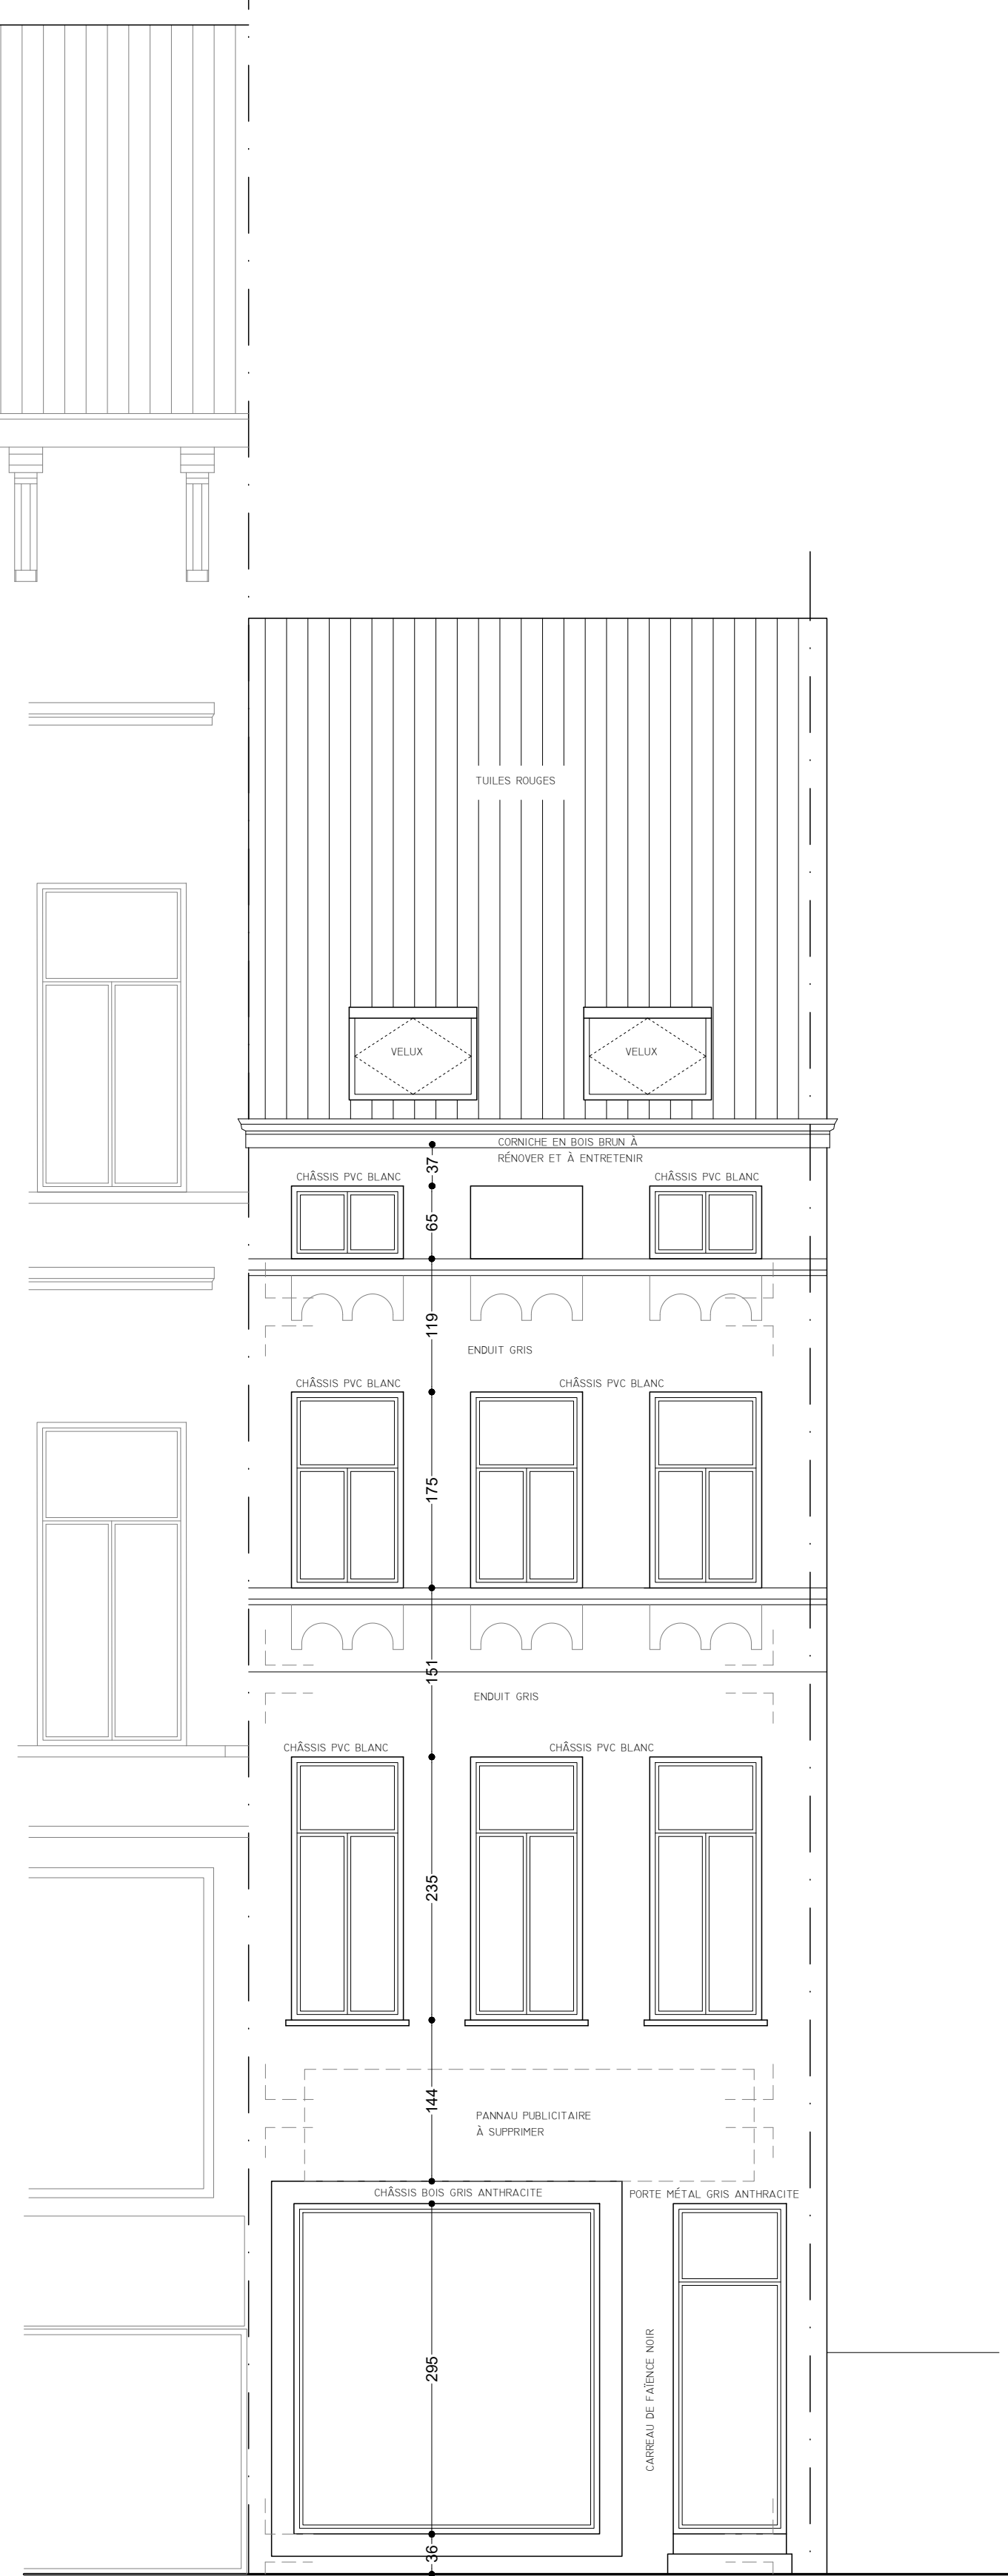 TUILES ROUGES
VELUX
VELUX
CORNICHE EN BOIS BRUN À
RÉNOVER ET À ENTRETENIR
37
CHÂSSIS PVC BLANC
CHÂSSIS PVC BLANC
65
119
ENDUIT GRIS
CHÂSSIS PVC BLANC
CHÂSSIS PVC BLANC
175
151
ENDUIT GRIS
CHÂSSIS PVC BLANC
CHÂSSIS PVC BLANC
235
144
PANNAU PUBLICITAIRE
À SUPPRIMER
CHÂSSIS BOIS GRIS ANTHRACITE
PORTE MÉTAL GRIS ANTHRACITE
295
CARREAU DE FAÏENCE NOIR
36